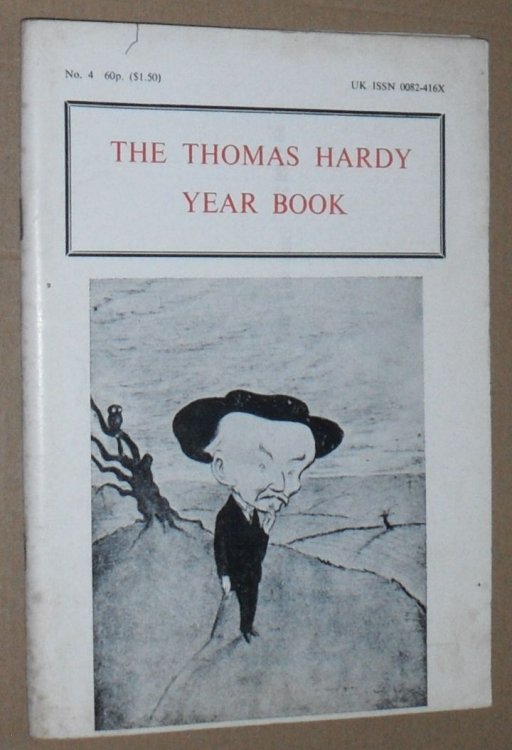 No. 4 60p. ($1.50)
UK ISSN 0082-416X
THE THOMAS HARDY
YEAR BOOK